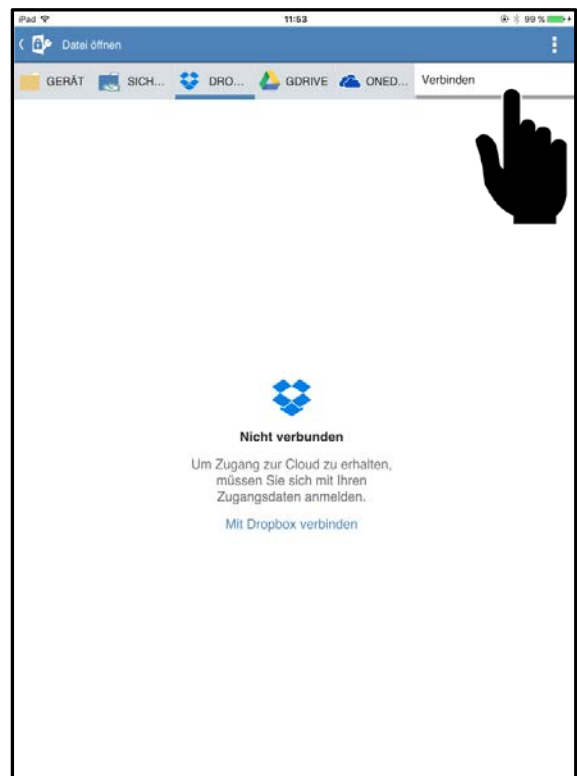 iPad 11:53 99 %
Datei öffnen
GERÄT SICH... DRO... GDRIVE ONED... Verbinden
Nicht verbunden
Um Zugang zur Cloud zu erhalten,
müssen Sie sich mit Ihren
Zugangsdaten anmelden.
Mit Dropbox verbinden